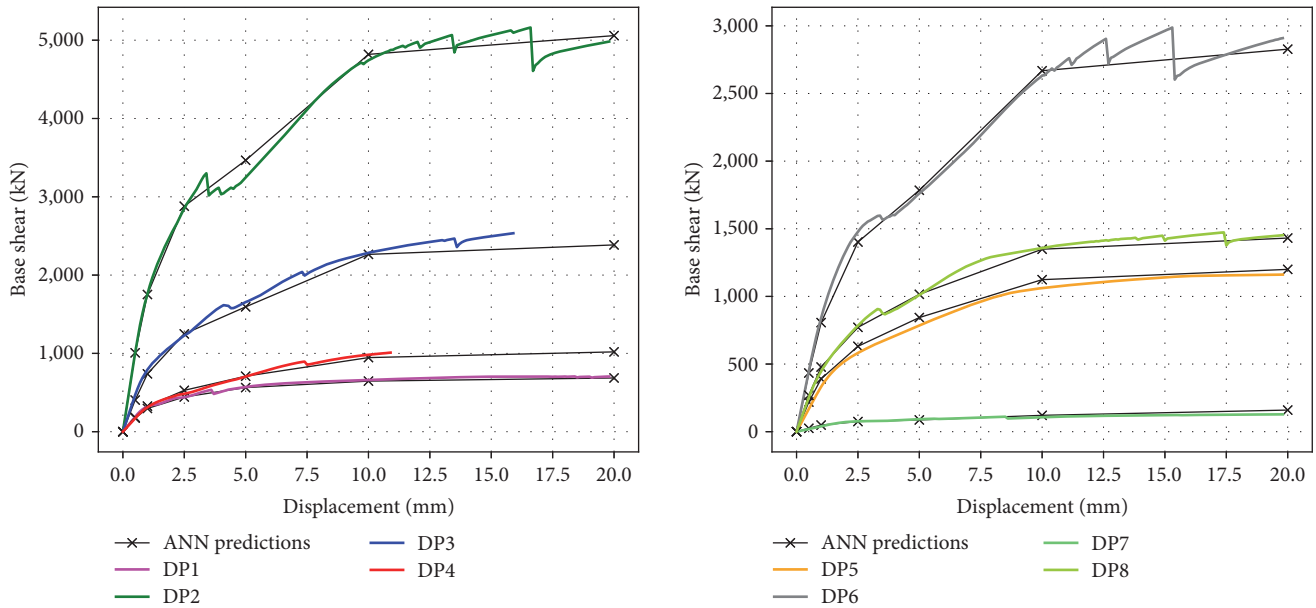 5,000
4,000
3,000
2,000
1,000
0
Base shear (kN)
0.0 2.5 5.0 7.5 10.0 12.5 15.0 17.5 20.0
Displacement (mm)
ANN predictions
DP1
DP2
DP3
DP4
3,000
2,500
2,000
1,500
1,000
500
0
Base shear (kN)
0.0 2.5 5.0 7.5 10.0 12.5 15.0 17.5 20.0
Displacement (mm)
ANN predictions
DP5
DP6
DP7
DP8